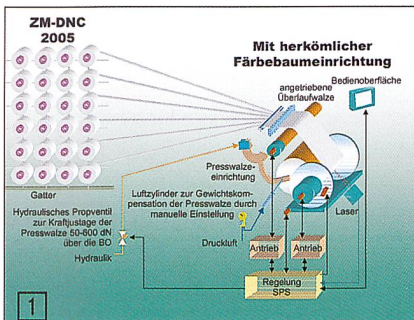 ZM-DNC
2005
Mit herkömlicher
Färbebaumeinrichtung
angetriebene
Überlaufwalze
Bedienoberfläche
Presswalze-
einrichtung
Gatter
Luftzylinder zur Gewichtskom-
pensation der Presswalze durch
manuelle Einstellung
Hydraulisches Propventil
zur Kraftjustage der
Presswalze 50-600 dN
über die BO
Hydraulik
Druckluft
Laser
Antrieb
Antrieb
Regelung
SPS
1